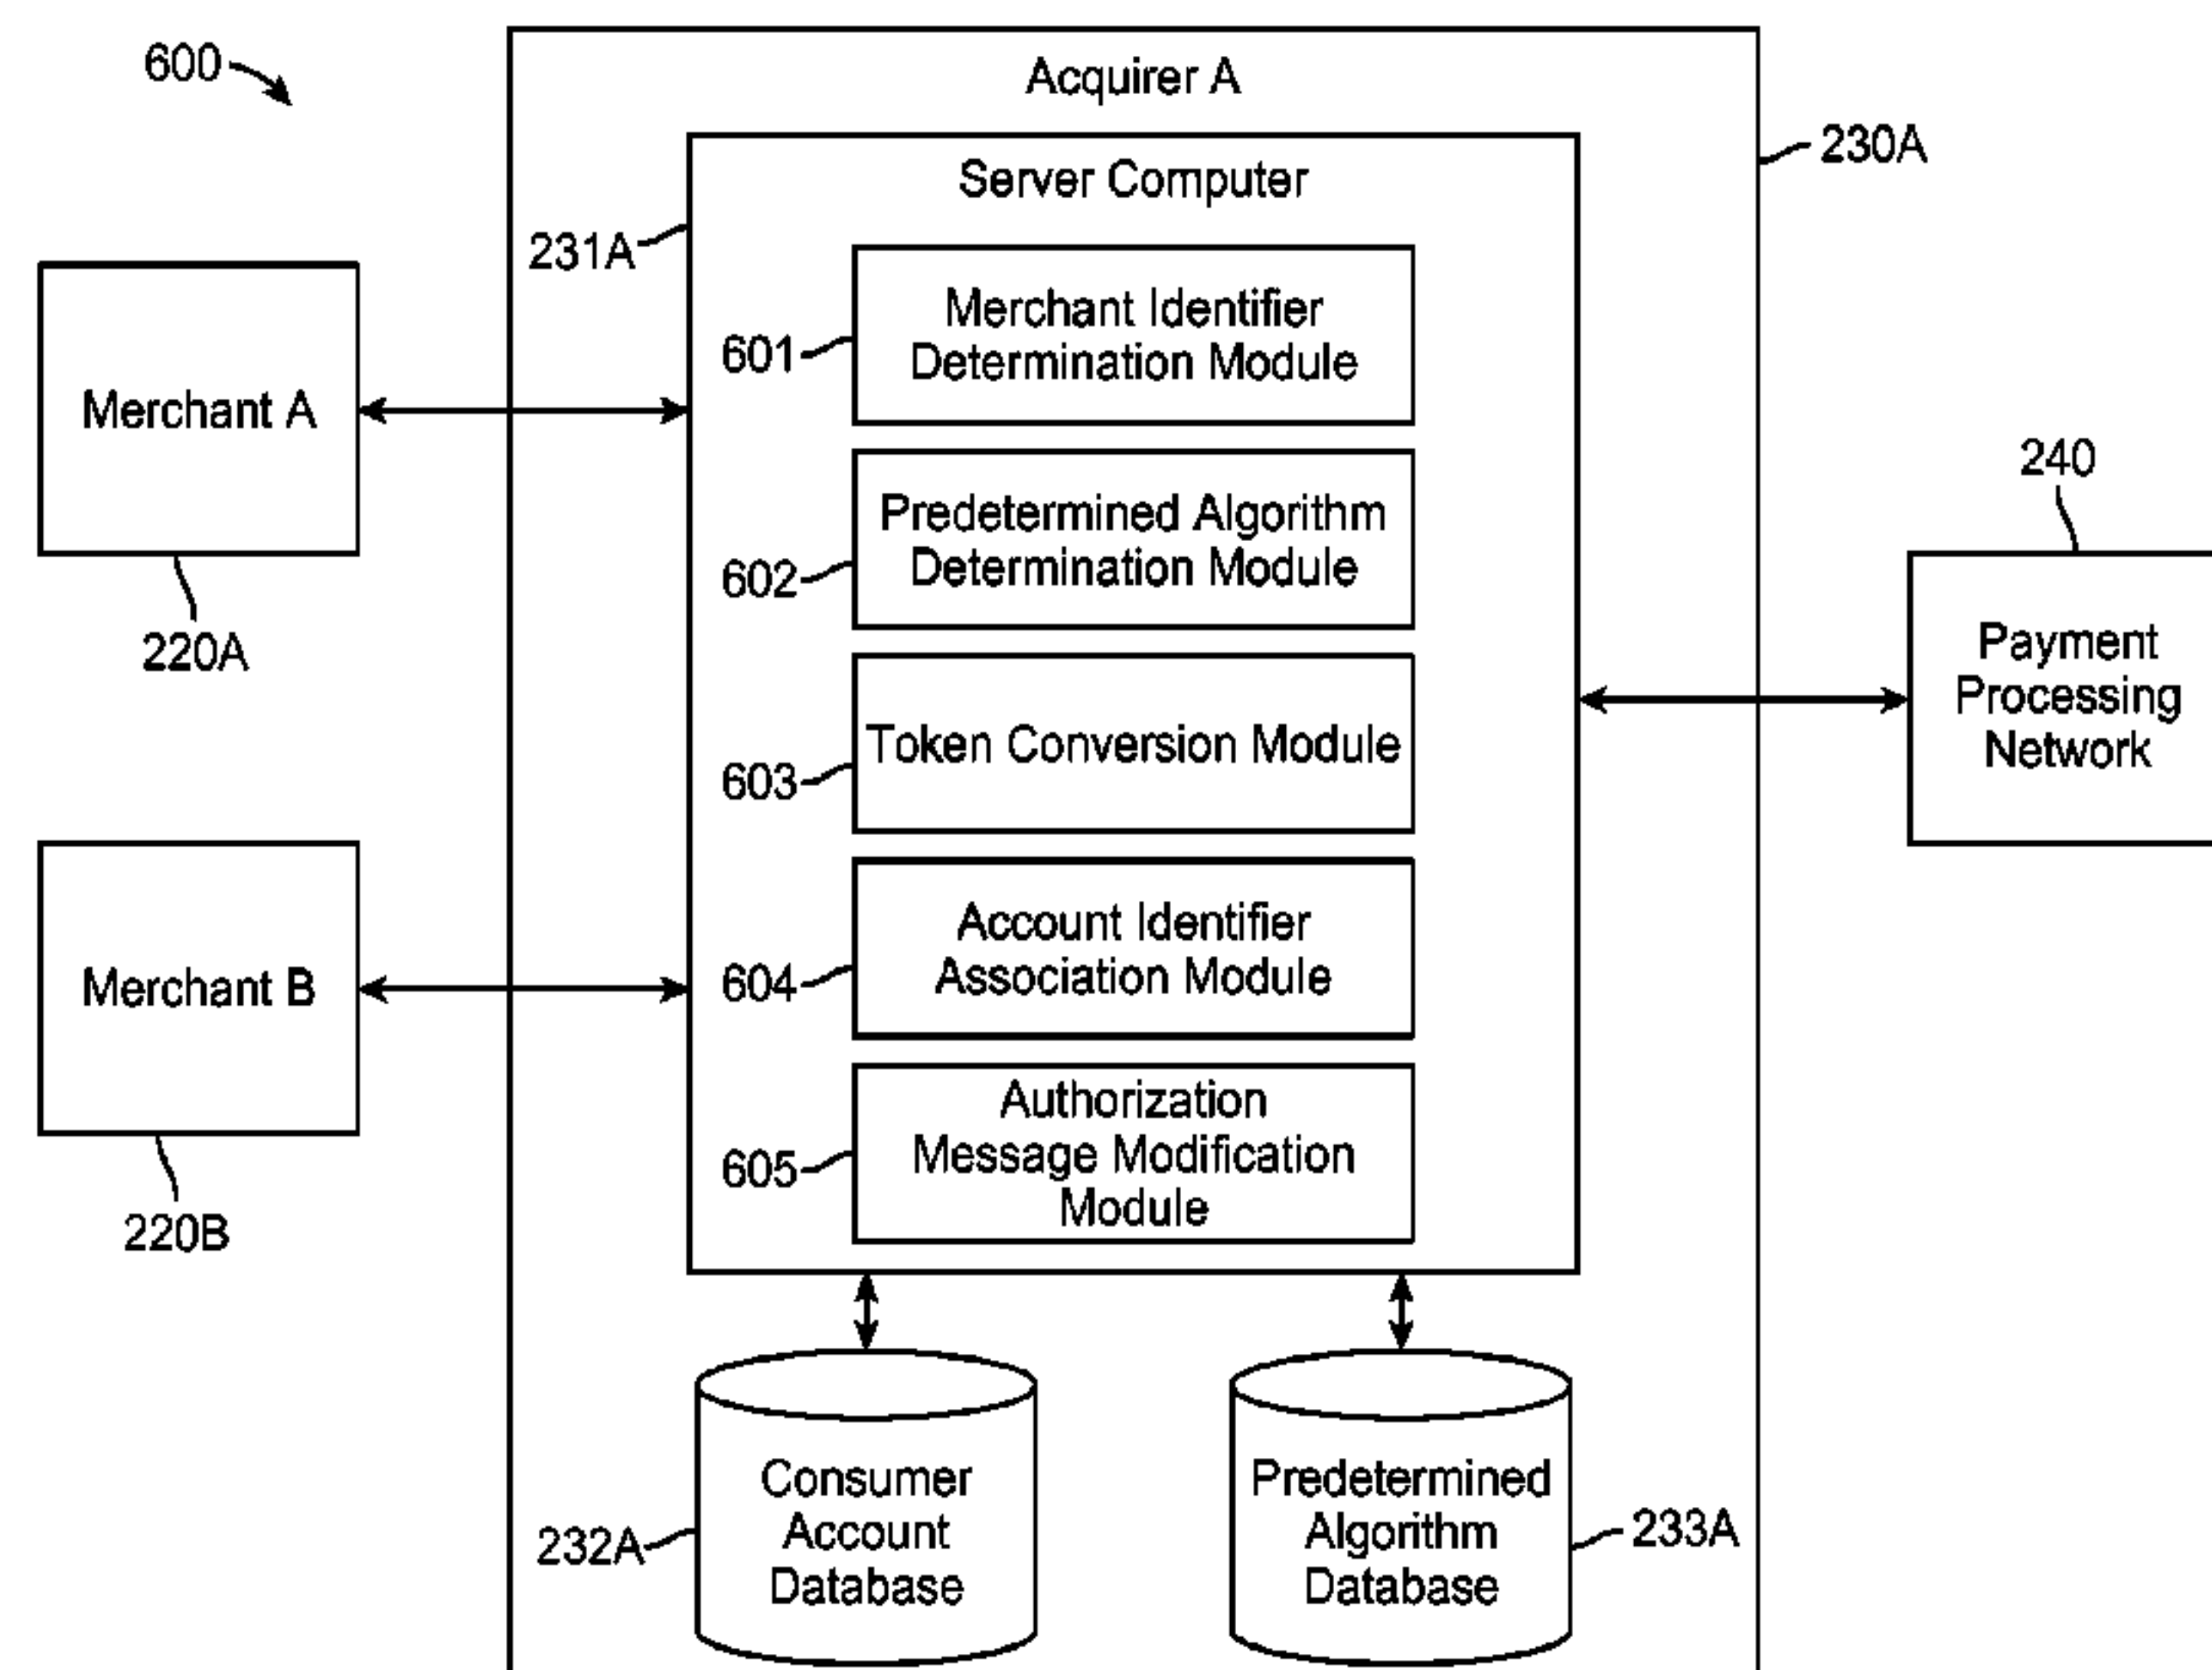 600
Acquirer A
230A
Server Computer
231A
Merchant Identifier
Determination Module
601
Merchant A
220A
Predetermined Algorithm
Determination Module
602
240
Payment
Processing
Network
Token Conversion Module
603
Account Identifier
Association Module
604
Merchant B
220B
Authorization
Message Modification
Module
605
Consumer
Account
Database
232A
Predetermined
Algorithm
Database
233A